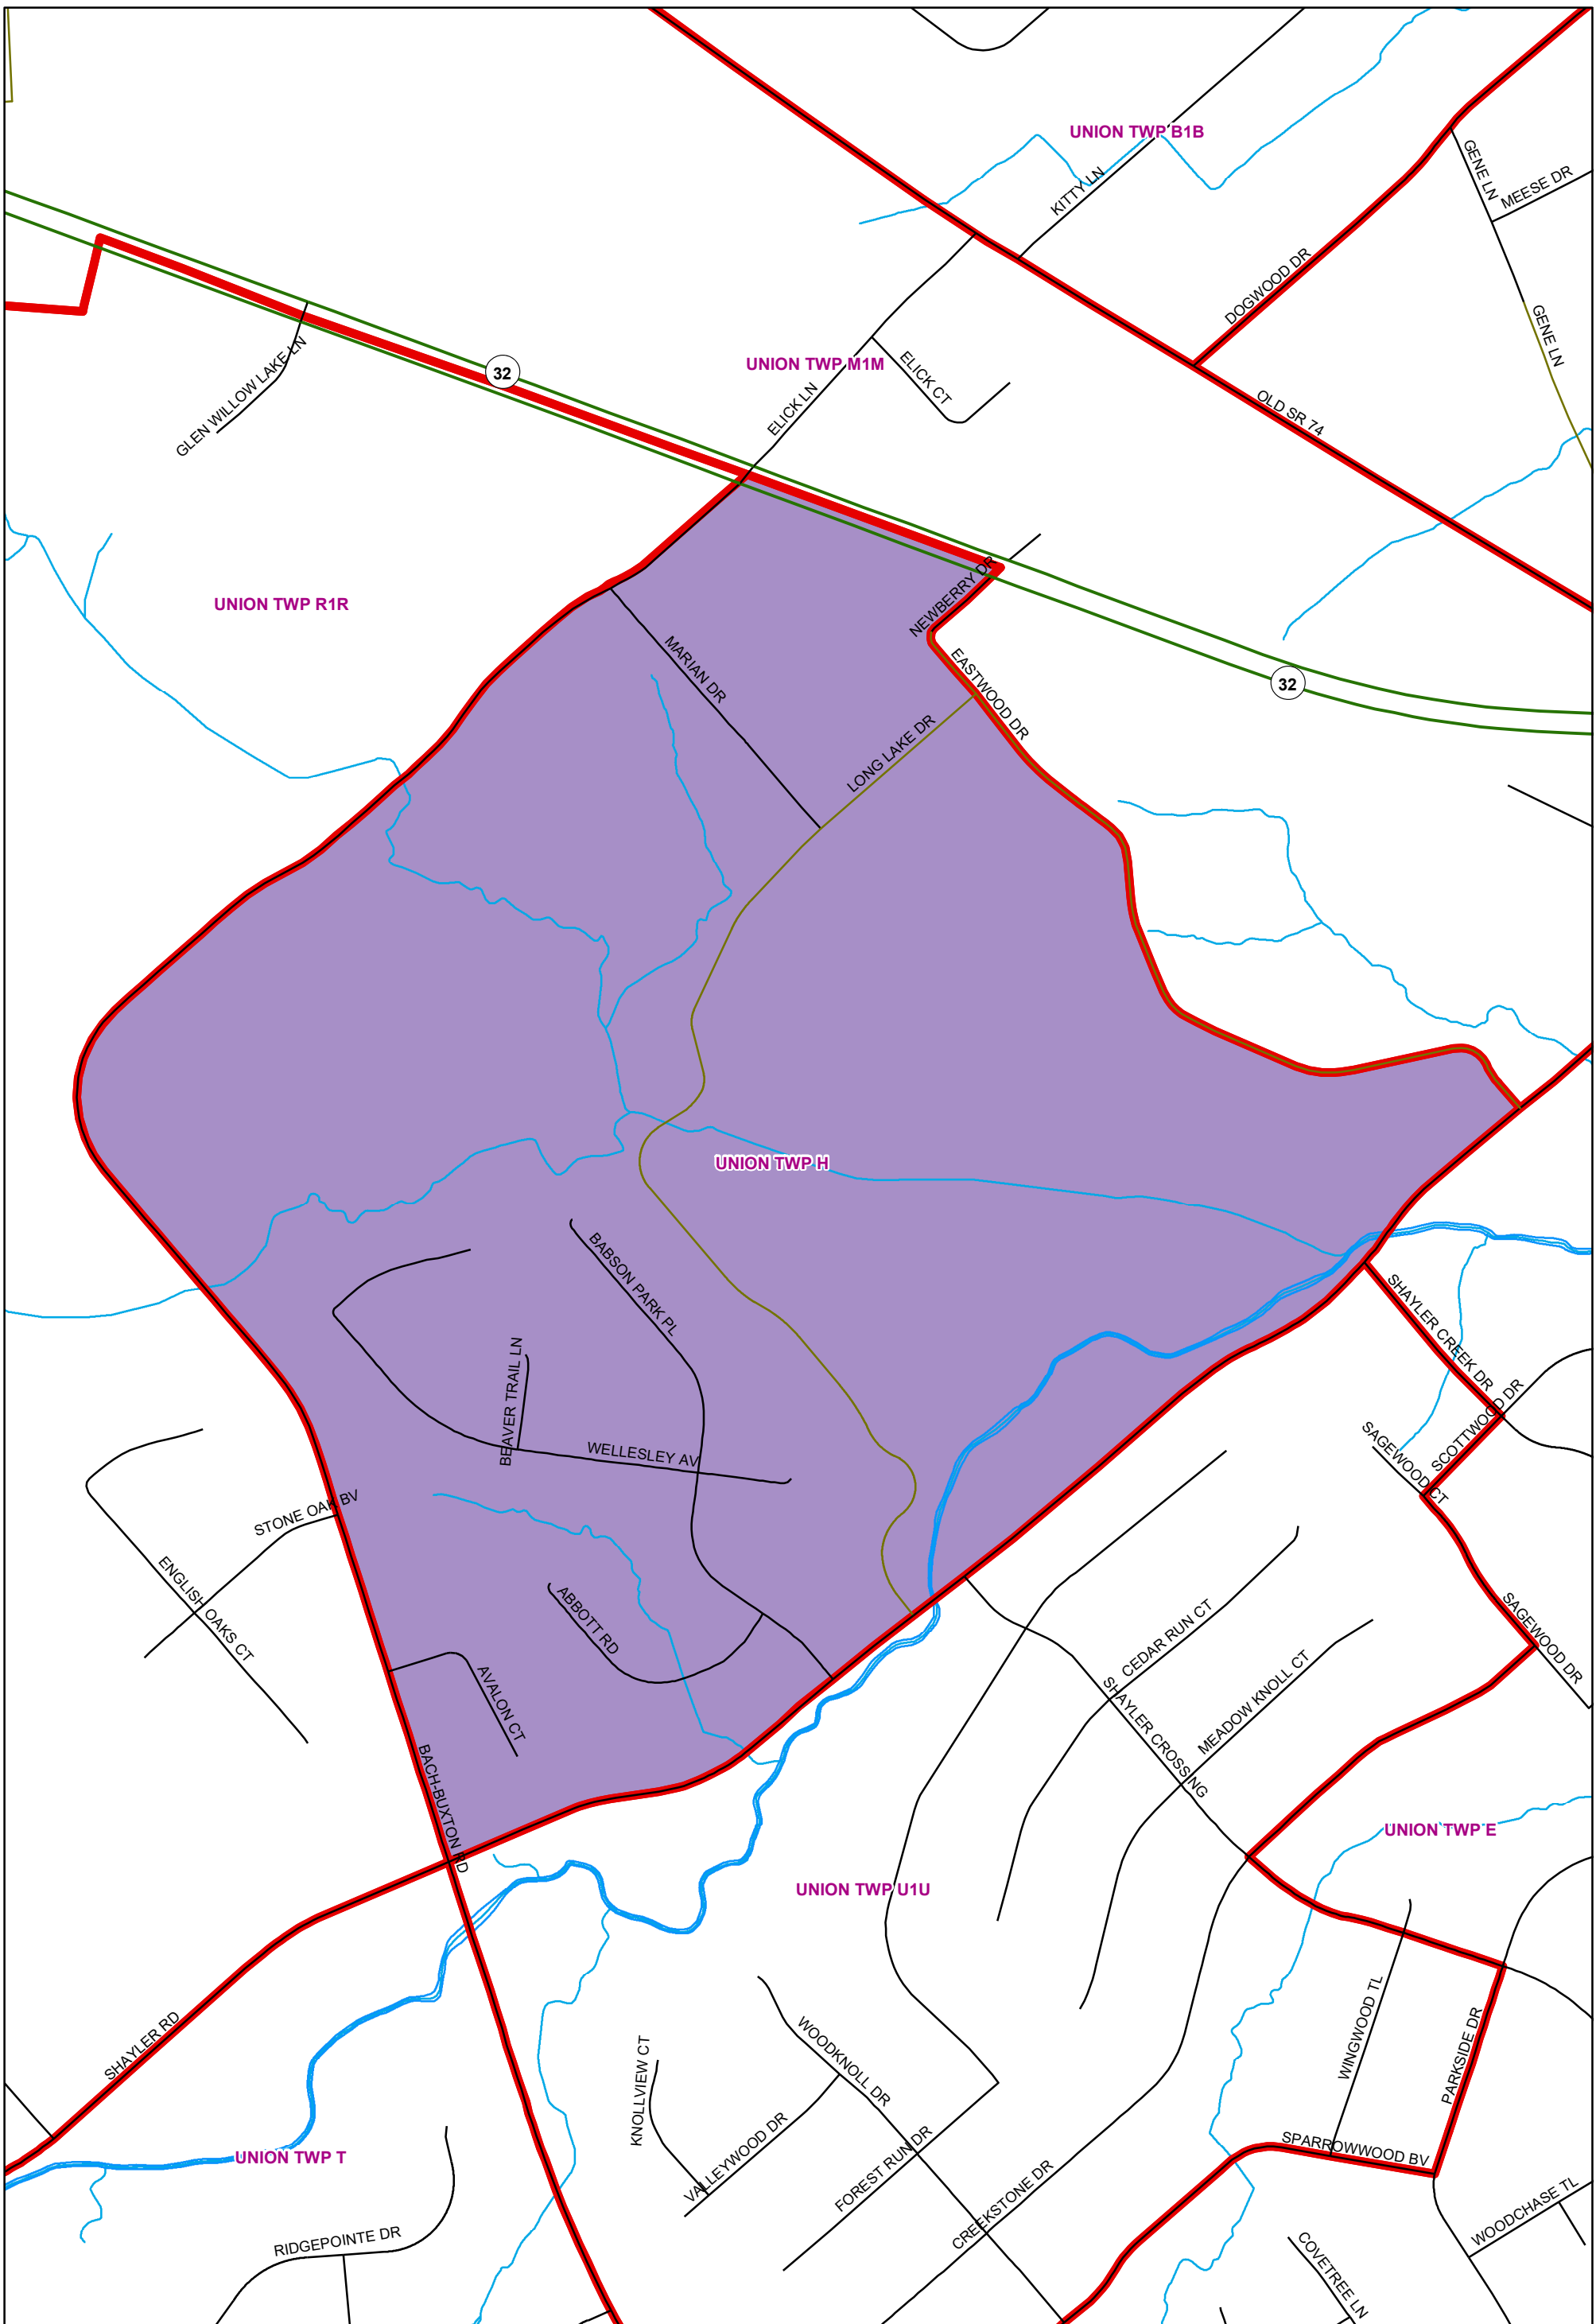 UNION TWP B1B
KITTY LN
GENE LN
MEESE DR
DOGWOOD DR
GENE LN
32
GLEN WILLOW LAKE LN
UNION TWP M1M
ELICK CT
ELICK LN
OLD SR 74
UNION TWP R1R
NEWBERRY DR
MARIAN DR
EASTWOOD DR
32
LONG LAKE DR
UNION TWP H
BABSON PARK PL
SHAYLER CREEK DR
BEAVER TRAIL LN
SCOTTWOOD DR
SAGEWOOD CT
WELLESLEY AV
STONE OAK BV
ENGLISH OAKS CT
ABBOTT RD
CEDAR RUN CT
SAGEWOOD DR
AVALON CT
SHAYLER CROSSING
MEADOW KNOLL CT
BACH-BUXTON RD
UNION TWP E
UNION TWP U1U
WINGWOOD TL
PARKSIDE DR
SHAYLER RD
WOODKNOLL DR
KNOLLVIEW CT
VALLEYWOOD DR
FOREST RUN DR
SPARROWWOOD BV
UNION TWP T
CREEKSTONE DR
WOODCHASE TL
RIDGEPOINTE DR
COVETREE LN